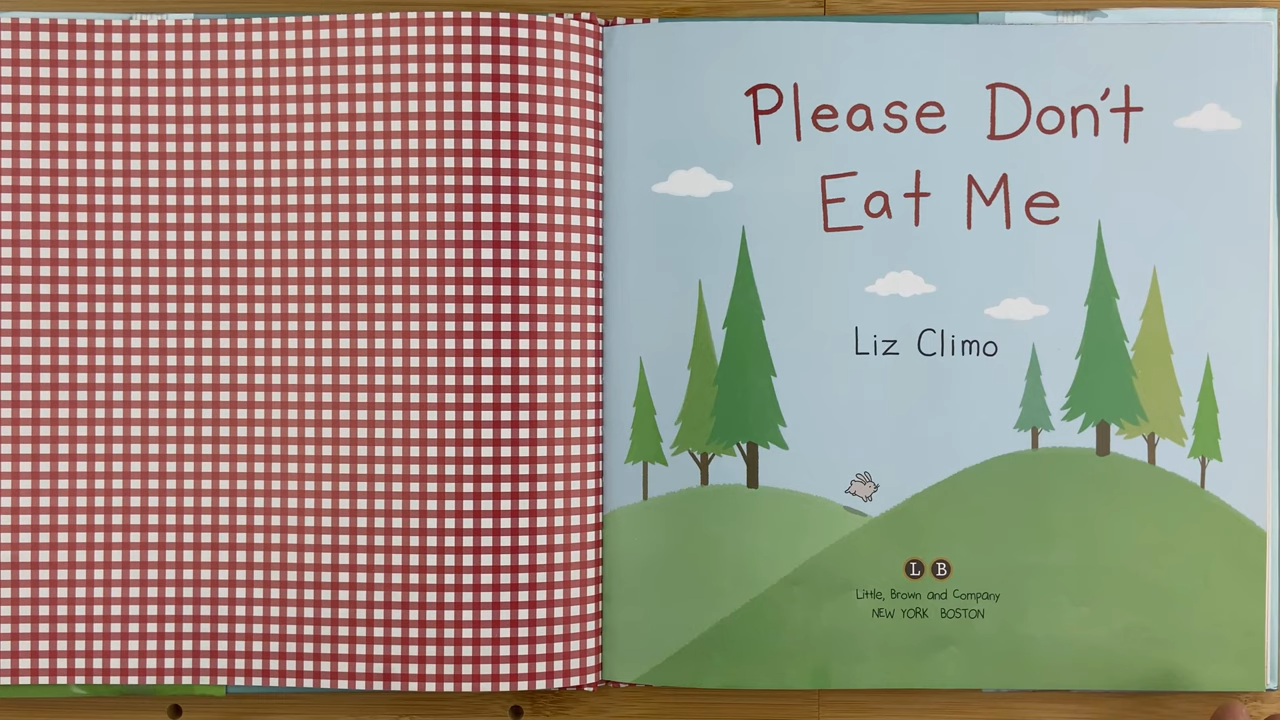 Please Don't
Eat Me
Liz Climo
L B
Little, Brown and Company
NEW YORK BOSTON